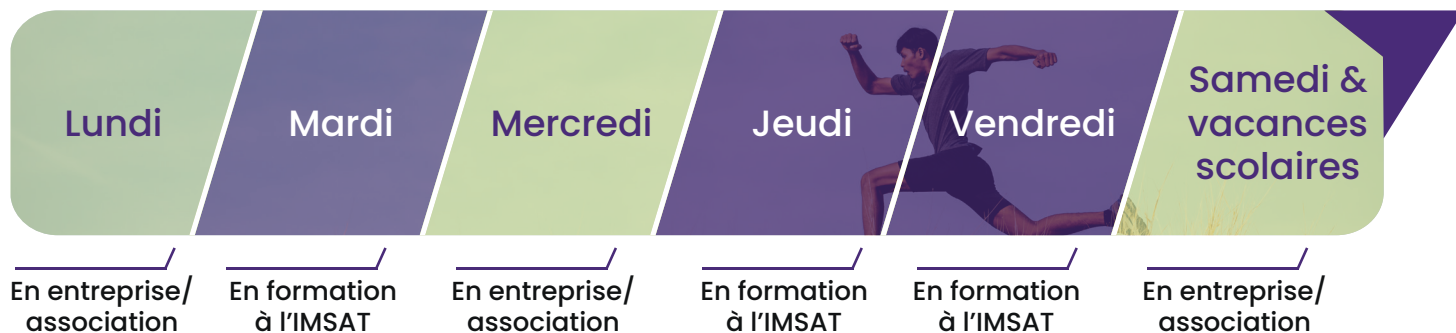 Lundi
Mardi
Mercredi
Jeudi
Vendredi
Samedi &
vacances
scolaires
En entreprise/
association
En formation
à l’IMSAT
En entreprise/
association
En formation
à l’IMSAT
En formation
à l’IMSAT
En entreprise/
association